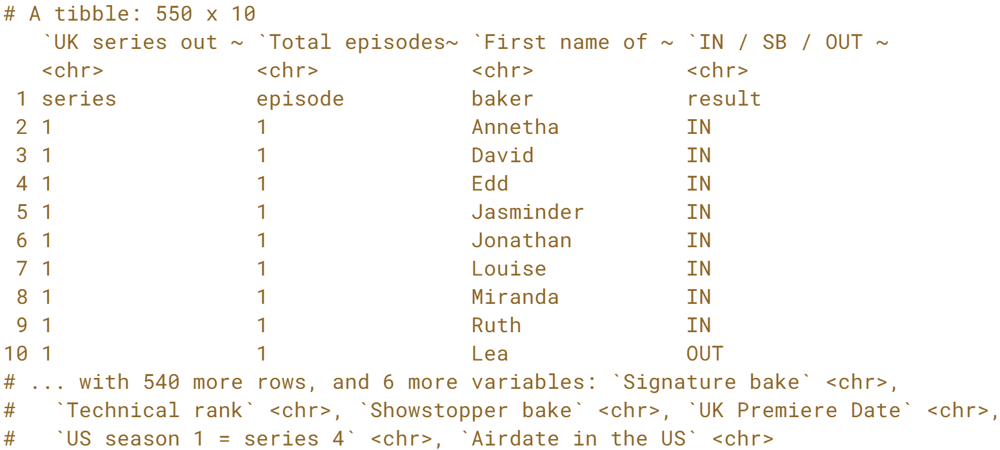 # A tibble: 550 x 10
`UK series out ~ `Total episodes~ `First name of ~ `IN / SB / OUT ~
<chr> <chr> <chr> <chr>
1 series episode baker result
2 1 1 Annetha IN
3 1 1 David IN
4 1 1 Edd IN
5 1 1 Jasminder IN
6 1 1 Jonathan IN
7 1 1 Louise IN
8 1 1 Miranda IN
9 1 1 Ruth IN
10 1 1 Lea OUT
# ... with 540 more rows, and 6 more variables: `Signature bake` <chr>,
# `Technical rank` <chr>, `Showstopper bake` <chr>, `UK Premiere Date` <chr>,
# `US season 1 = series 4` <chr>, `Airdate in the US` <chr>